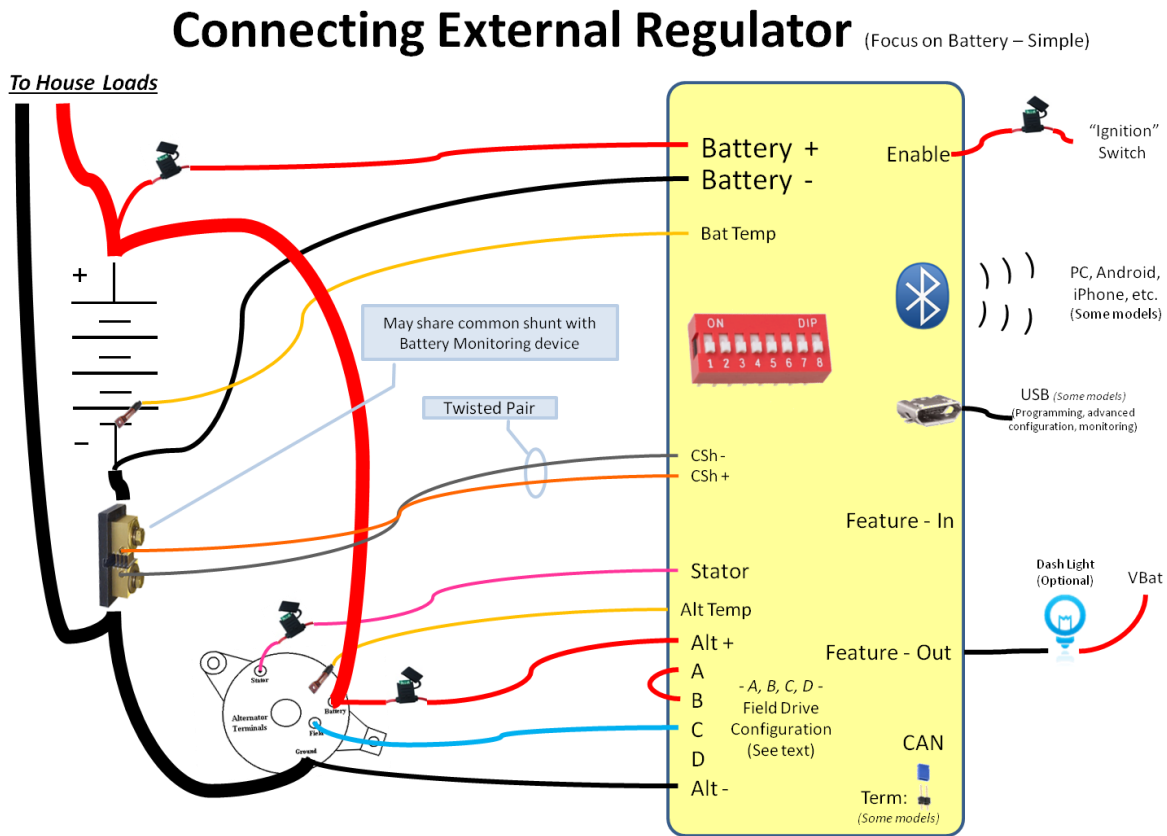 Connecting External Regulator (Focus on Battery – Simple)
To House Loads
Battery +
Battery -
Bat Temp
Enable
"Ignition"
Switch
+
-
May share common shunt with
Battery Monitoring device
Twisted Pair
ON DIP
1 2 3 4 5 6 7 8
PC, Android,
iPhone, etc.
(Some models)
USB (Some models)
(Programming, advanced
configuration, monitoring)
CSh -
CSh +
Feature - In
Stator
Alt Temp
Alt +
A
B
C
D
Alt -
- A, B, C, D -
Field Drive
Configuration
(See text)
Feature - Out
Dash Light
(Optional)
VBat
CAN
Term:
(Some models)
Stator
Battery
Alternator
Terminals
Field
Ground